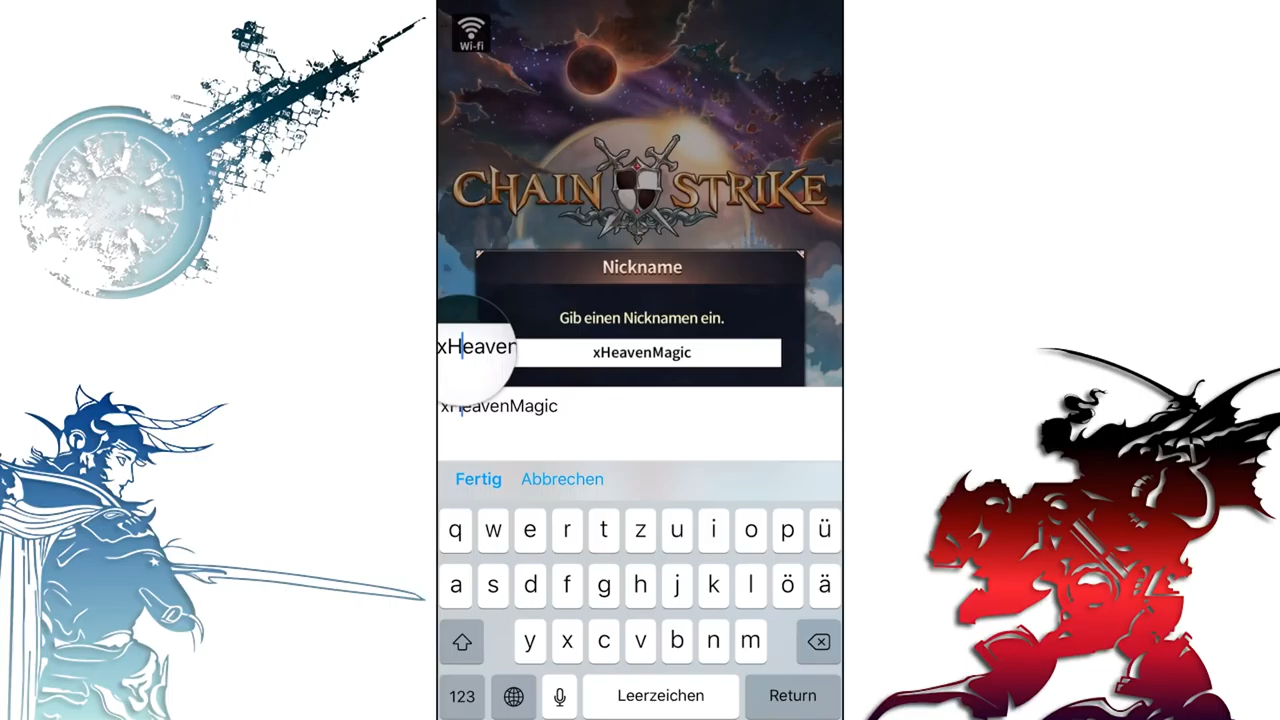 Wi-fi
CHAIN STRIKE
Nickname
Gib einen Nicknamen ein.
xHeaven
xHeavenMagic
xHeavenMagic
Fertig Abbrechen
q w e r t z u i o p ü
a s d f g h j k l ö ä
y x c v b n m
123 Leerzeichen Return